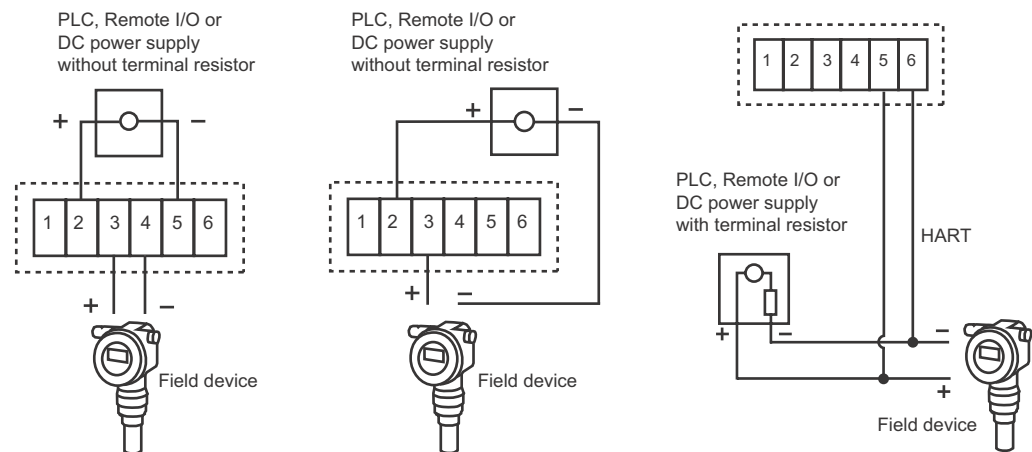 PLC, Remote I/O or
DC power supply
without terminal resistor
+ −
1 2 3 4 5 6
+ −
Field device
PLC, Remote I/O or
DC power supply
without terminal resistor
+ −
1 2 3 4 5 6
+ −
Field device
1 2 3 4 5 6
PLC, Remote I/O or
DC power supply
with terminal resistor
HART
+ −
−
+
Field device